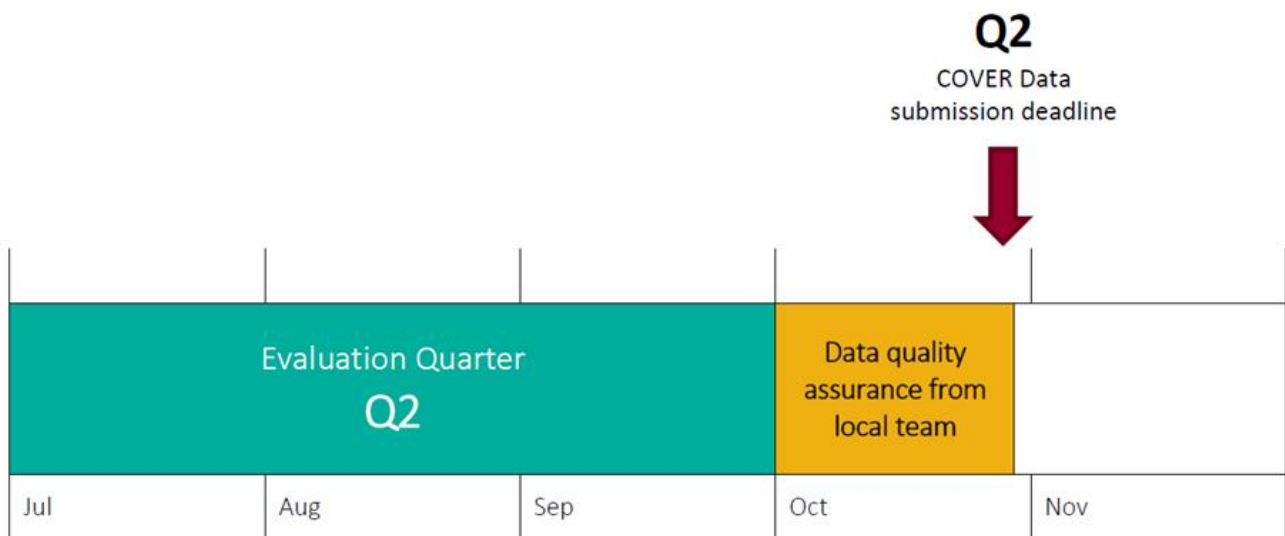 Q2
COVER Data
submission deadline
Evaluation Quarter
Q2
Data quality
assurance from
local team
Jul
Aug
Sep
Oct
Nov